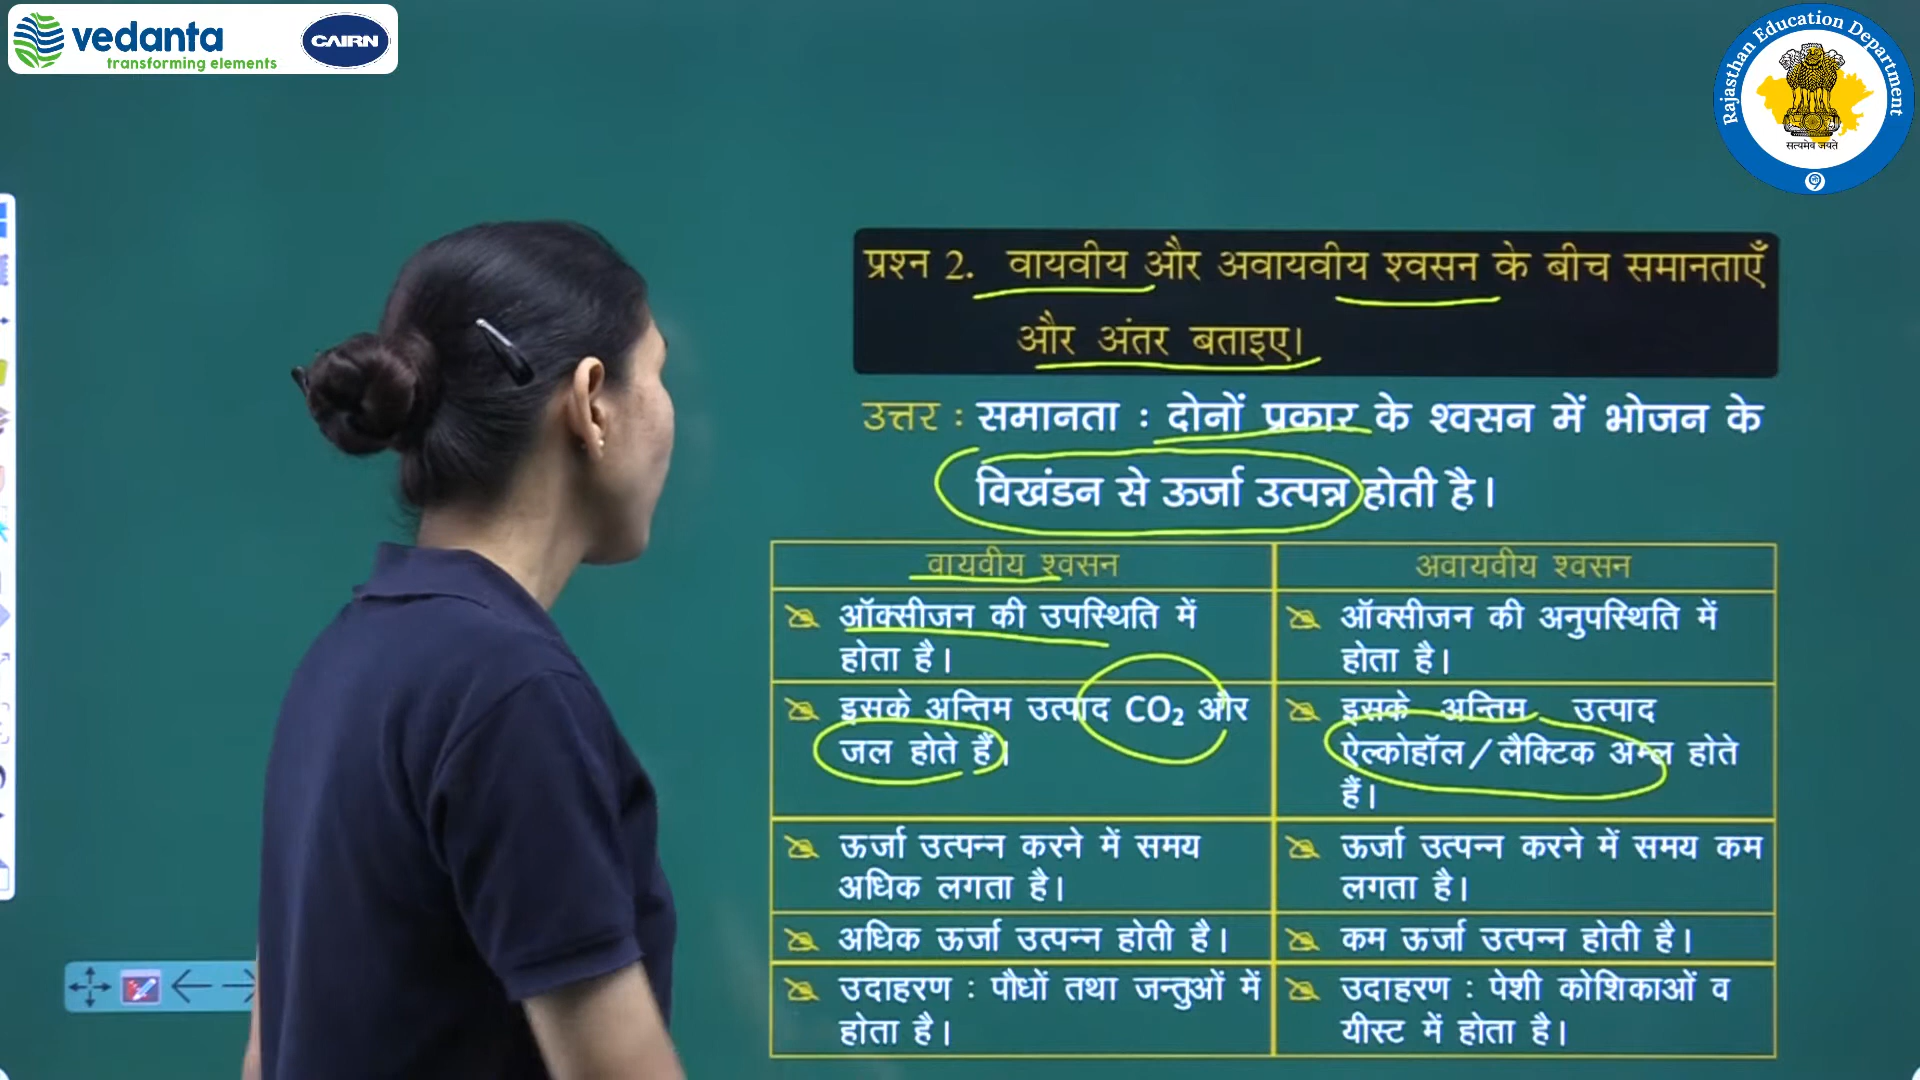 vedanta
transforming elements
CAIRN
Rajasthan Education Department
सत्यमेव जयते
प्रश्न 2. वायवीय और अवायवीय श्वसन के बीच समानताएँ
और अंतर बताइए।
उत्तर : समानता : दोनों प्रकार के श्वसन में भोजन के
विखंडन से ऊर्जा उत्पन्न होती है।
वायवीय श्वसन
अवायवीय श्वसन
ऑक्सीजन की उपस्थिति में
होता है।
ऑक्सीजन की अनुपस्थिति में
होता है।
इसके अन्तिम उत्पाद CO₂ और
जल होते हैं।
इसके अन्तिम उत्पाद
ऐल्कोहॉल/लैक्टिक अम्ल होते
हैं।
ऊर्जा उत्पन्न करने में समय
अधिक लगता है।
ऊर्जा उत्पन्न करने में समय कम
लगता है।
अधिक ऊर्जा उत्पन्न होती है।
कम ऊर्जा उत्पन्न होती है।
उदाहरण : पौधों तथा जन्तुओं में
होता है।
उदाहरण : पेशी कोशिकाओं व
यीस्ट में होता है।